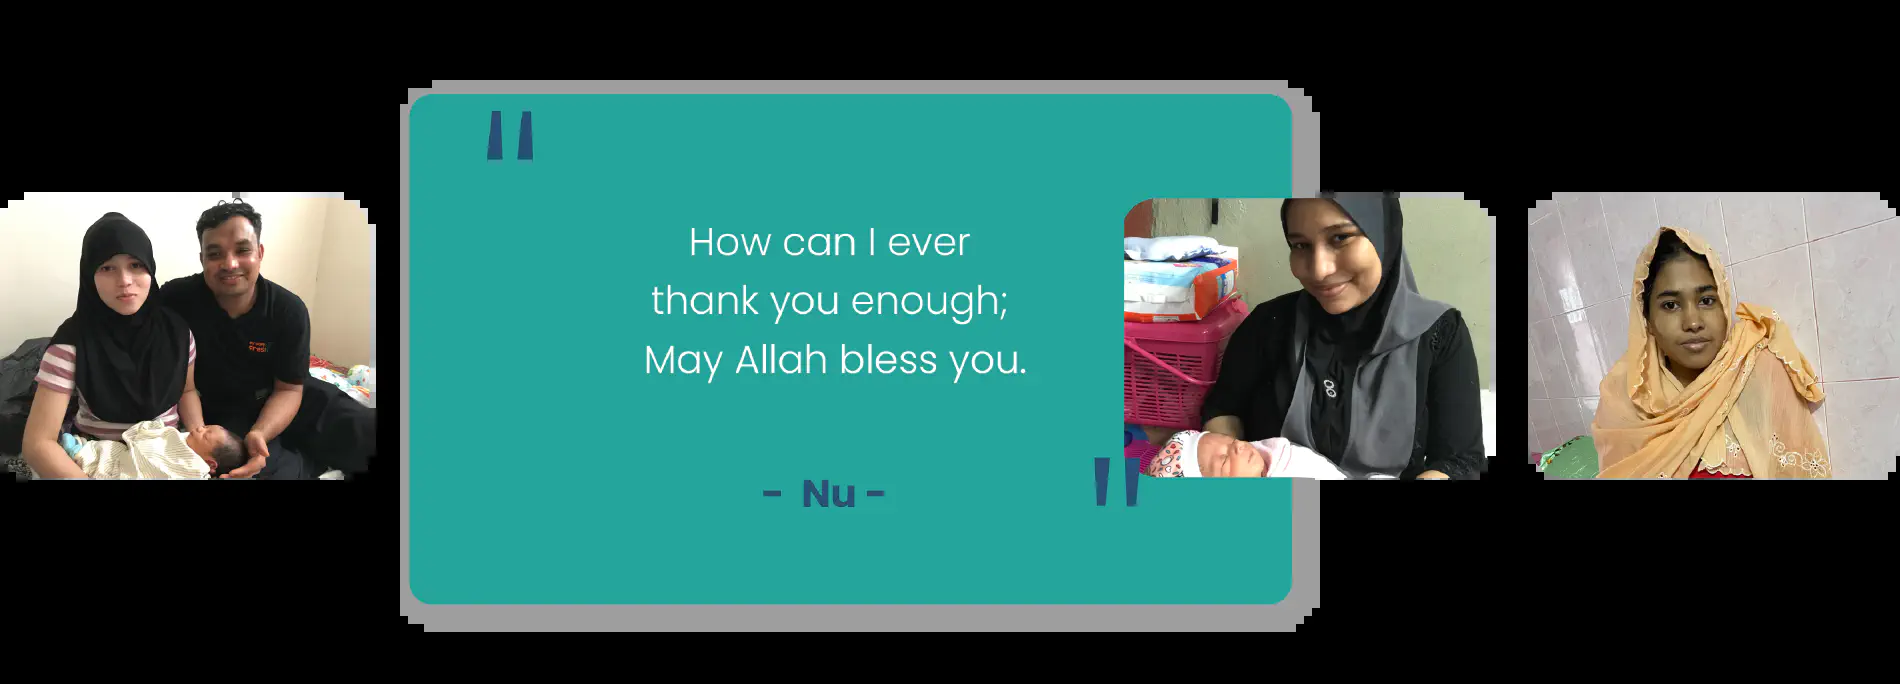 "
How can I ever
thank you enough;
May Allah bless you.
- Nu -
"